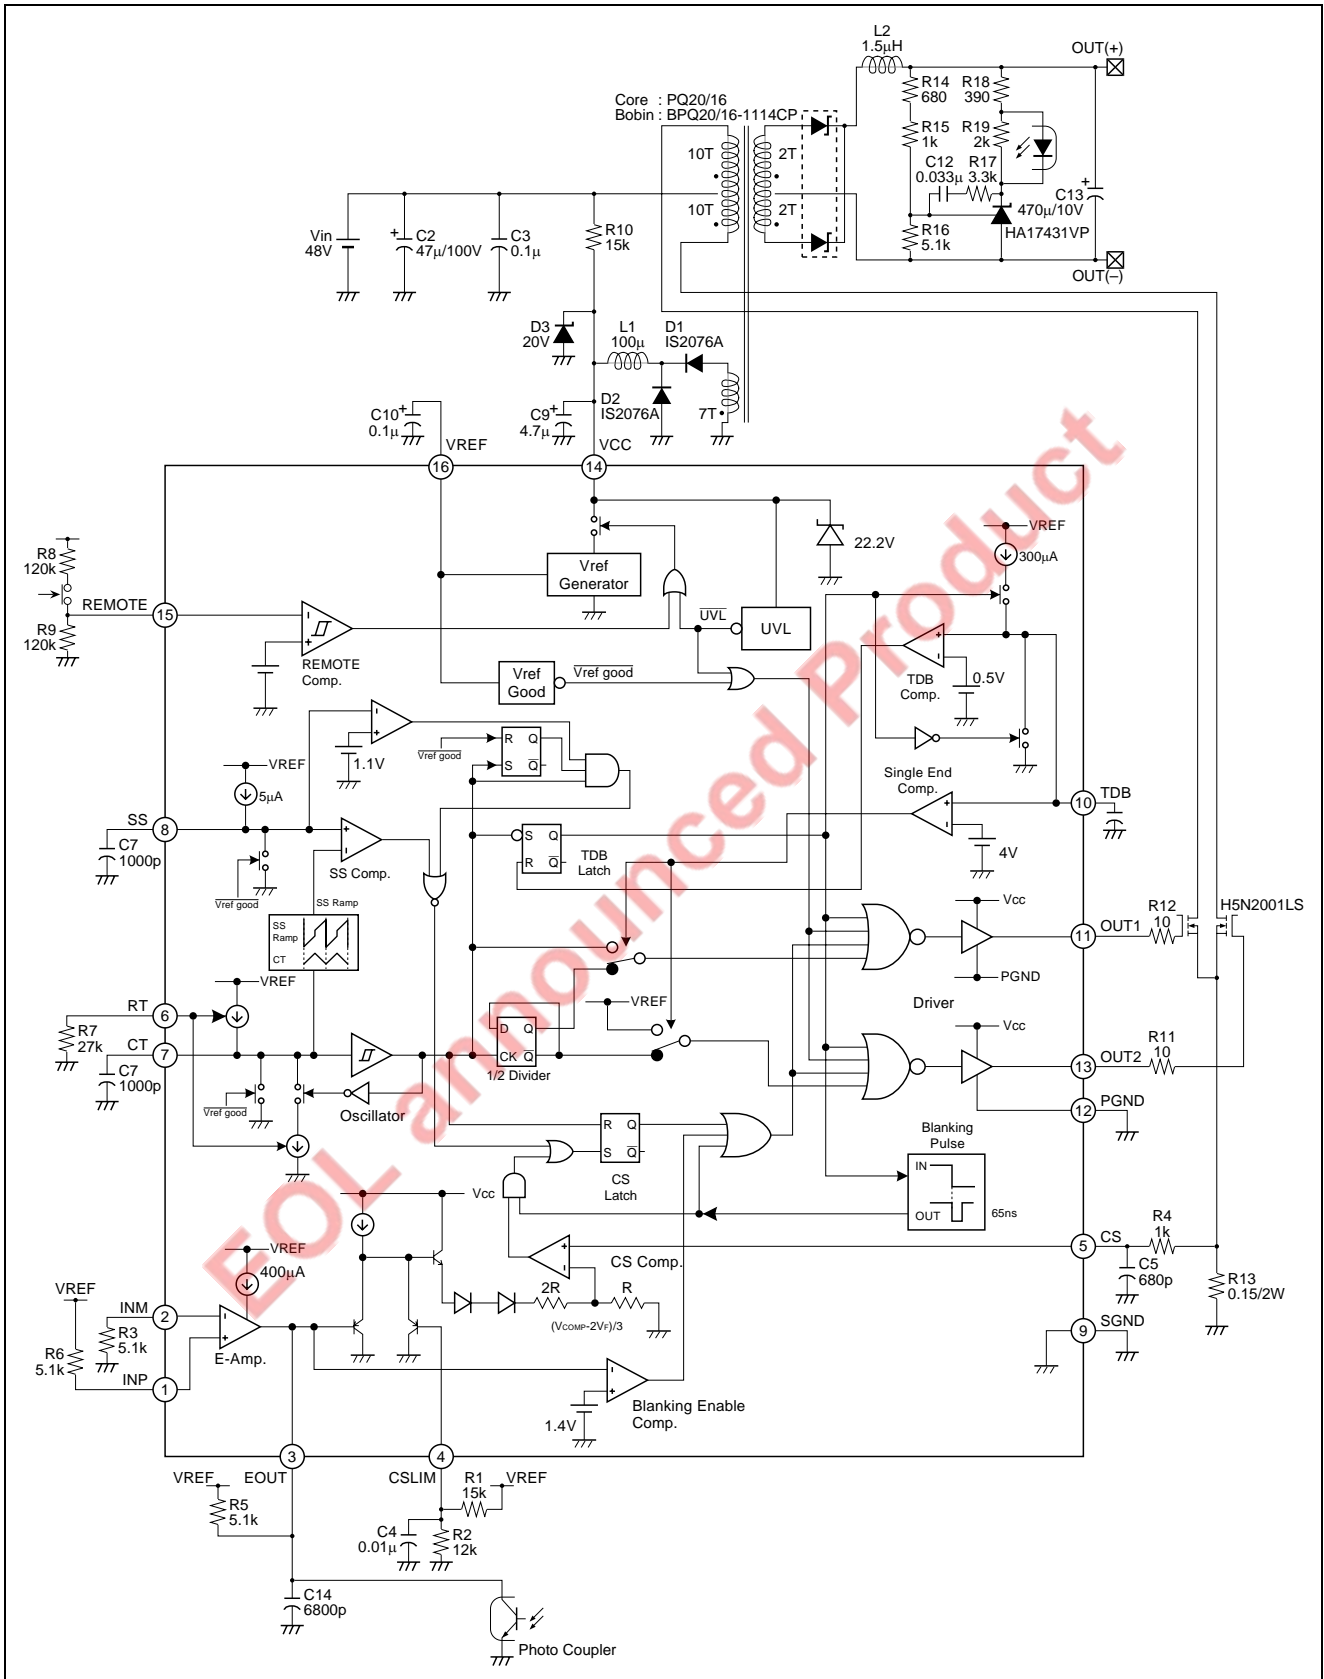 L2
1.5µH
OUT(+)
R14
680
R18
390
Core : PQ20/16
Bobin : BPQ20/16-1114CP
R15
1k
R19
2k
10T
2T
C12
0.033µ
R17
3.3k
C13
470µ/10V
10T
2T
Vin
48V
C2
47µ/100V
C3
0.1µ
R10
15k
R16
5.1k
HA17431VP
OUT(–)
D3
20V
L1
100µ
D1
IS2076A
D2
IS2076A
7T
C10
0.1µ
C9
4.7µ
VREF
VCC
16
14
VREF
300µA
22.2V
R8
120k
Vref
Generator
REMOTE
15
R9
120k
UVL
UVL
REMOTE
Comp.
Vref
Good
Vref good
TDB
Comp.
0.5V
R Q
S Q
Vref good
1.1V
VREF
5µA
Single End
Comp.
10
TDB
SS
8
C7
1000p
SS Comp.
S Q
R Q
TDB
Latch
4V
Vref good
SS Ramp
SS
Ramp
CT
Vcc
R12
10
H5N2001LS
OUT1
11
PGND
VREF
VREF
Driver
RT
6
R7
27k
CT
7
D Q
CK Q
1/2 Divider
Vcc
R11
10
OUT2
13
C7
1000p
Vref good
Oscillator
PGND
12
R Q
S Q
CS
Latch
Blanking
Pulse
IN
OUT
65ns
Vcc
CS
5
R4
1k
C5
680p
VREF
400µA
CS Comp.
2R
R
(VCOMP-2VF)/3
R13
0.15/2W
VREF
INM
2
R3
5.1k
R6
5.1k
E-Amp.
SGND
9
INP
1
Blanking Enable
Comp.
1.4V
3
4
VREF
EOUT
CSLIM
R1
15k
VREF
R5
5.1k
C4
0.01µ
R2
12k
C14
6800p
Photo Coupler
EOL announced Product